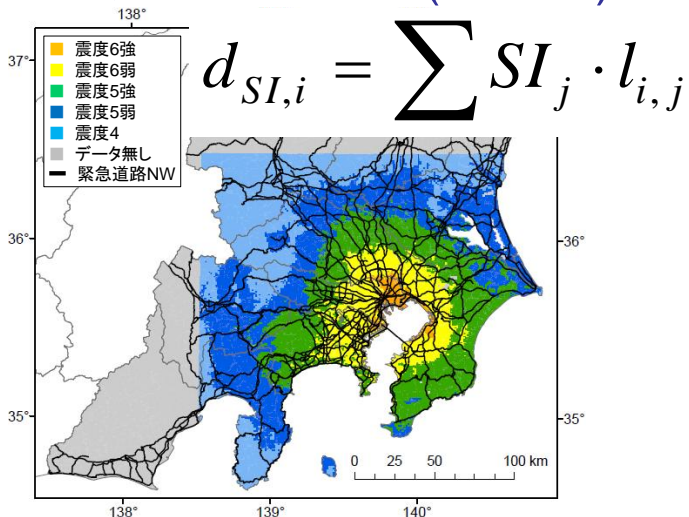 138°
37°
震度6強
震度6弱
震度5強
震度5弱
震度4
データ無し
緊急道路NW
d_{SI,i} = ∑ SI_j · l_{i,j}
36°
36°
35°
35°
0 25 50 100 km
138° 139° 140°